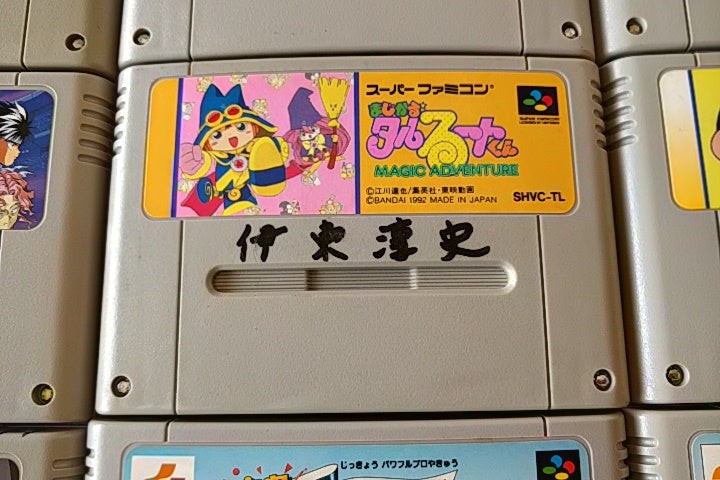 スーパーファミコン
まじかる
タルるートくん
MAGIC ADVENTURE
©江川達也/集英社・東映動画
©BANDAI 1992 MADE IN JAPAN
SHVC-TL
伊東淳史
じっきょう パワフルプロやきゅう